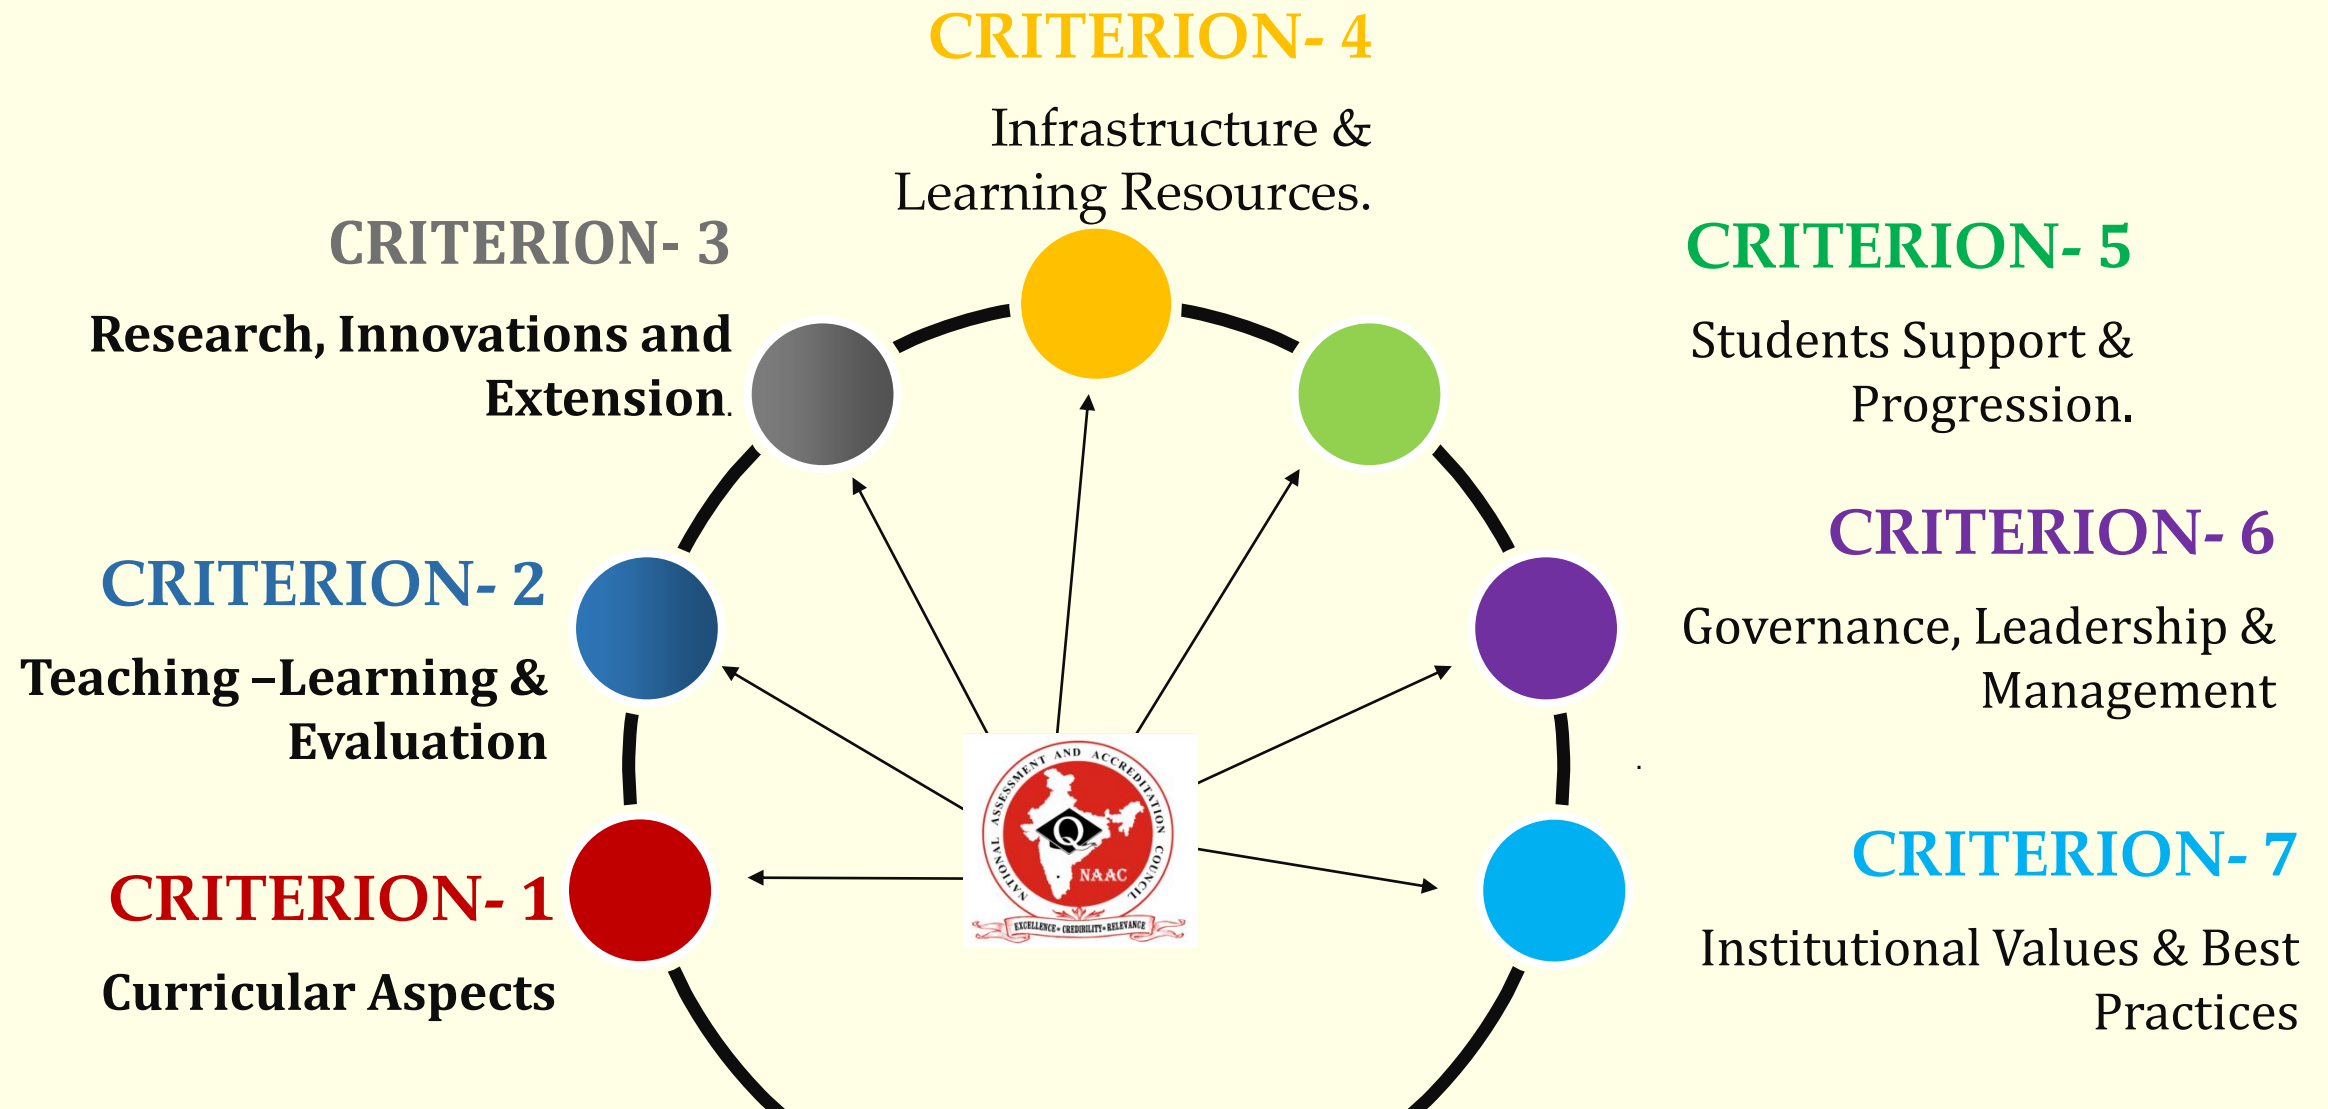 CRITERION- 4
Infrastructure &
Learning Resources.
CRITERION- 3
Research, Innovations and
Extension.
CRITERION- 5
Students Support &
Progression.
CRITERION- 2
Teaching –Learning &
Evaluation
CRITERION- 6
Governance, Leadership &
Management
.
CRITERION- 1
Curricular Aspects
CRITERION- 7
Institutional Values & Best
Practices
NATIONAL ASSESSMENT AND ACCREDITATION COUNCIL
Q
NAAC
EXCELLENCE • CREDIBILITY • RELEVANCE